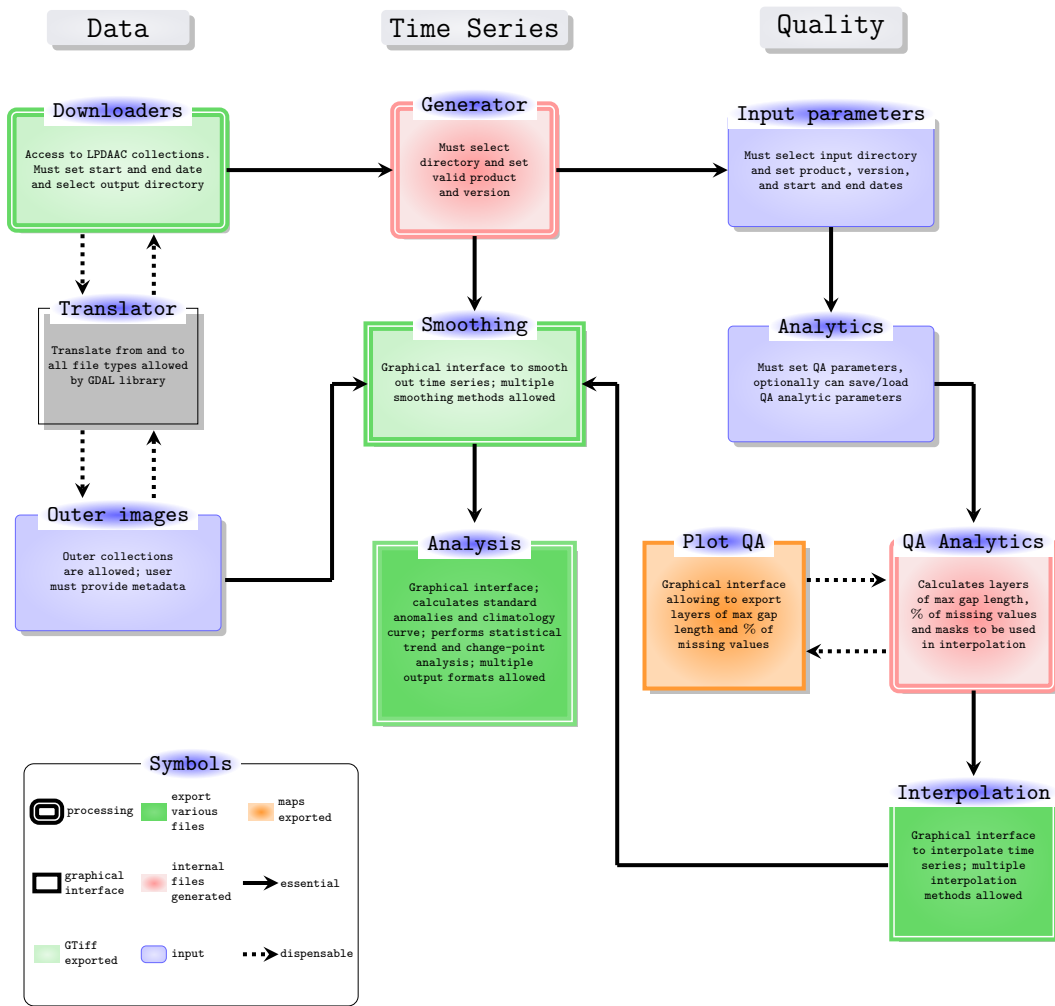 Data
Time Series
Quality
Downloaders
Access to LPDAAC collections.
Must set start and end date
and select output directory
Generator
Must select
directory and set
valid product
and version
Input parameters
Must select input directory
and set product, version,
and start and end dates
Translator
Translate from and to
all file types allowed
by GDAL library
Smoothing
Graphical interface to smooth
out time series; multiple
smoothing methods allowed
Analytics
Must set QA parameters,
optionally can save/load
QA analytic parameters
Outer images
Outer collections
are allowed; user
must provide metadata
Analysis
Graphical interface;
calculates standard
anomalies and climatology
curve; performs statistical
trend and change-point
analysis; multiple
output formats allowed
Plot QA
Graphical interface
allowing to export
layers of max gap
length and % of
missing values
QA Analytics
Calculates layers
of max gap length,
% of missing values
and masks to be used
in interpolation
Interpolation
Graphical interface
to interpolate time
series; multiple
interpolation
methods allowed
Symbols
processing
export
various
files
maps
exported
graphical
interface
internal
files
generated
essential
GTiff
exported
input
dispensable